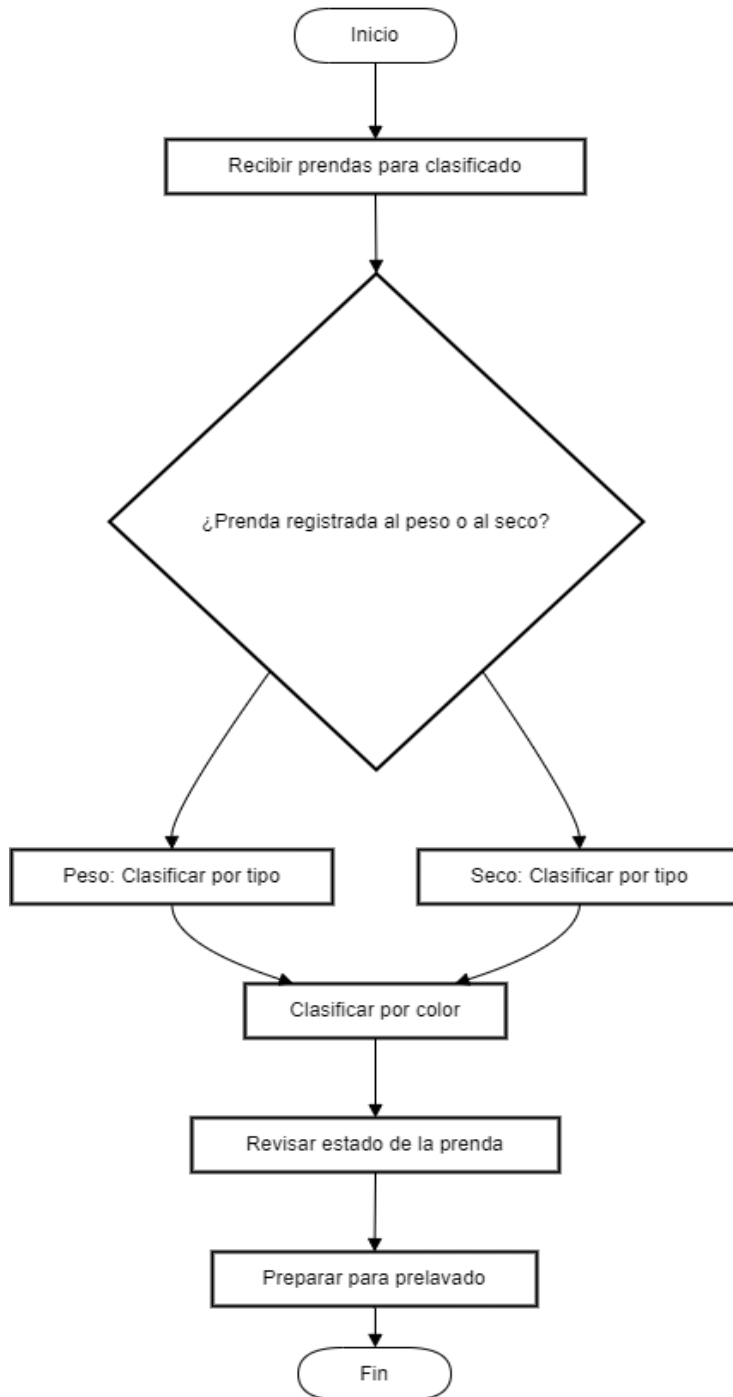 Inicio
Recibir prendas para clasificado
¿Prenda registrada al peso o al seco?
Peso: Clasificar por tipo
Seco: Clasificar por tipo
Clasificar por color
Revisar estado de la prenda
Preparar para prelavado
Fin